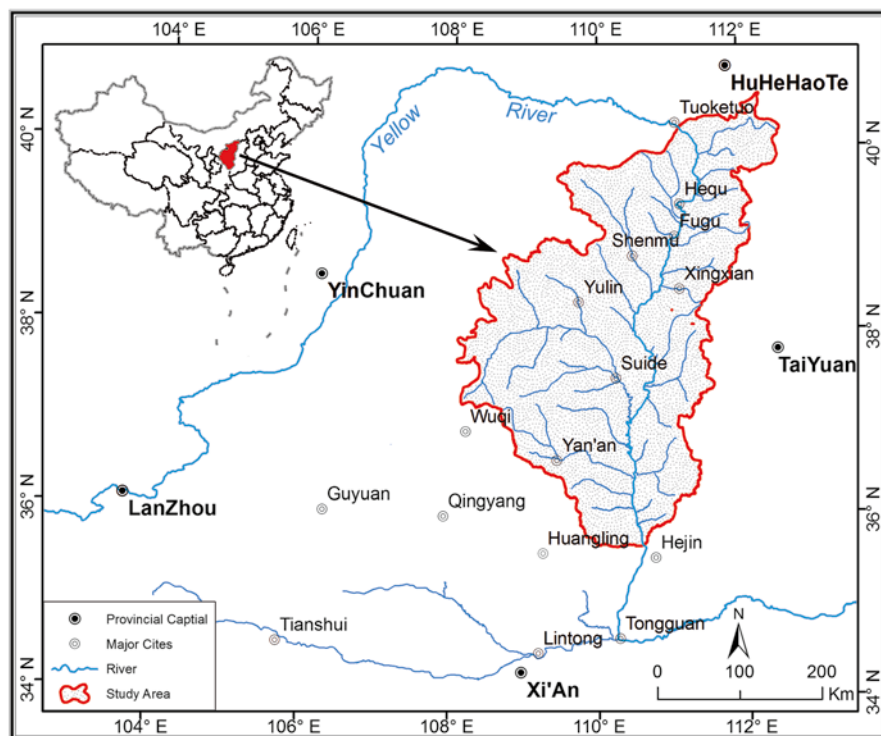 104° E
106° E
108° E
110° E
112° E
HuHeHaoTe
Tuoketuo
Yellow
River
40° N
40° N
Hequ
Fugu
Shenmu
Xingxian
YinChuan
Yulin
38° N
38° N
TaiYuan
Suide
Wuqi
Yan'an
LanZhou
Guyuan
Qingyang
36° N
36° N
Huangling
Hejin
Provincial Captial
Major Cites
River
Study Area
Tianshui
Lintong
Tongguan
N
Xi'An
0 100 200
Km
34° N
34° N
104° E
106° E
108° E
110° E
112° E